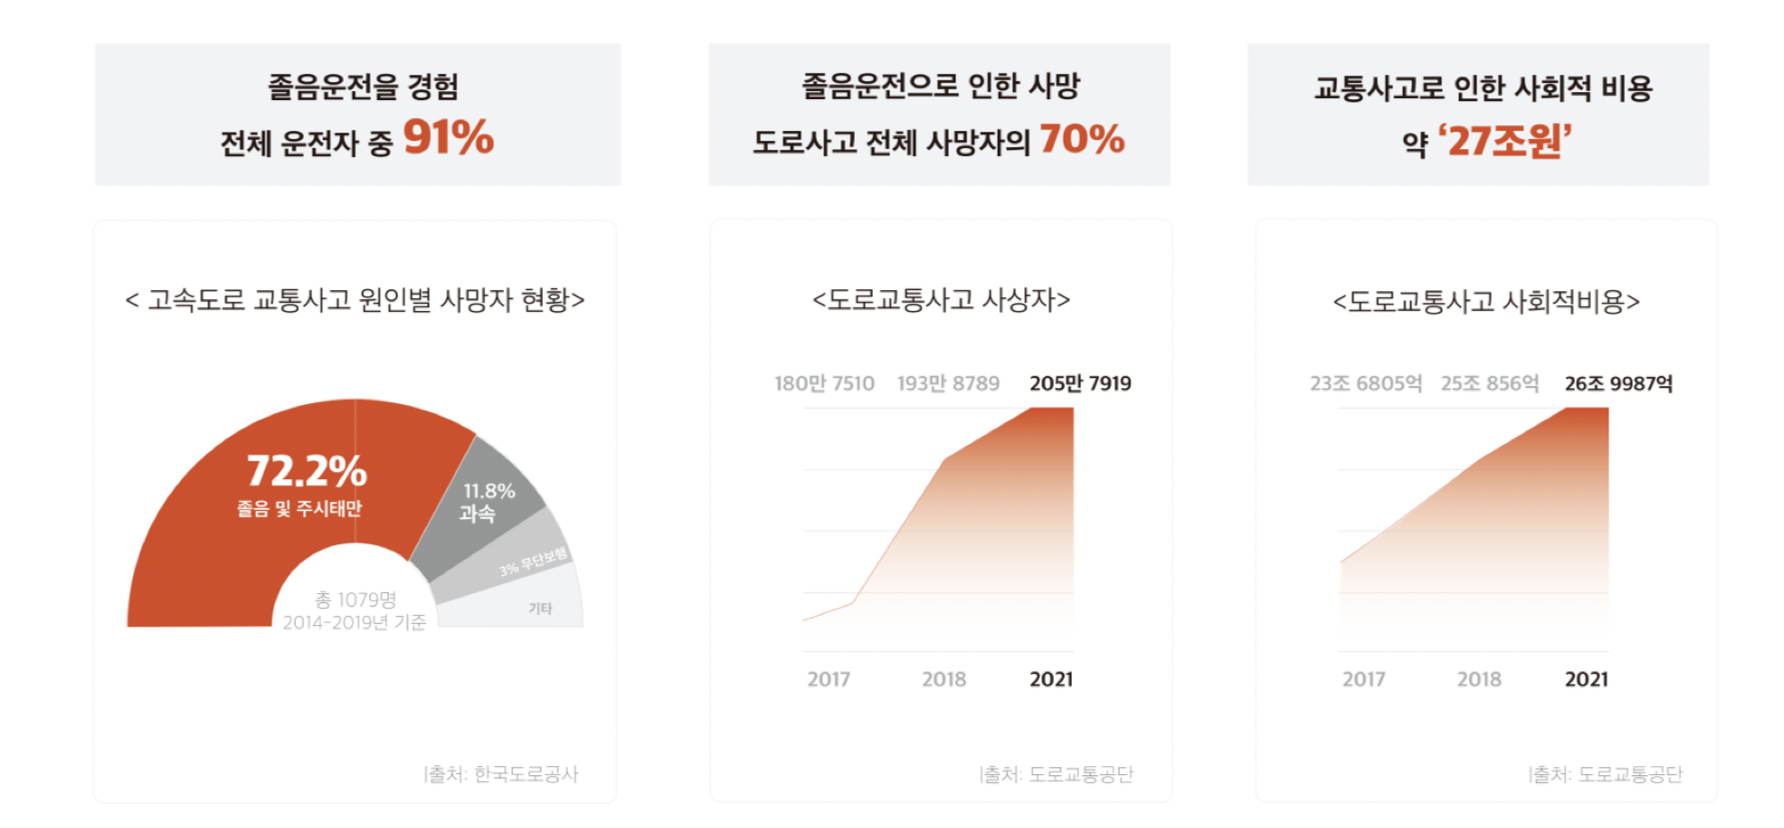 졸음운전을 경험
전체 운전자 중 91%
< 고속도로 교통사고 원인별 사망자 현황>
72.2%
졸음 및 주시태만
11.8%
과속
3% 무단보행
기타
총 1079명
2014-2019년 기준
|출처: 한국도로공사
졸음운전으로 인한 사망
도로사고 전체 사망자의 70%
<도로교통사고 사상자>
180만 7510 193만 8789 205만 7919
2017 2018 2021
|출처: 도로교통공단
교통사고로 인한 사회적 비용
약 ‘27조원’
<도로교통사고 사회적비용>
23조 6805억 25조 856억 26조 9987억
2017 2018 2021
|출처: 도로교통공단